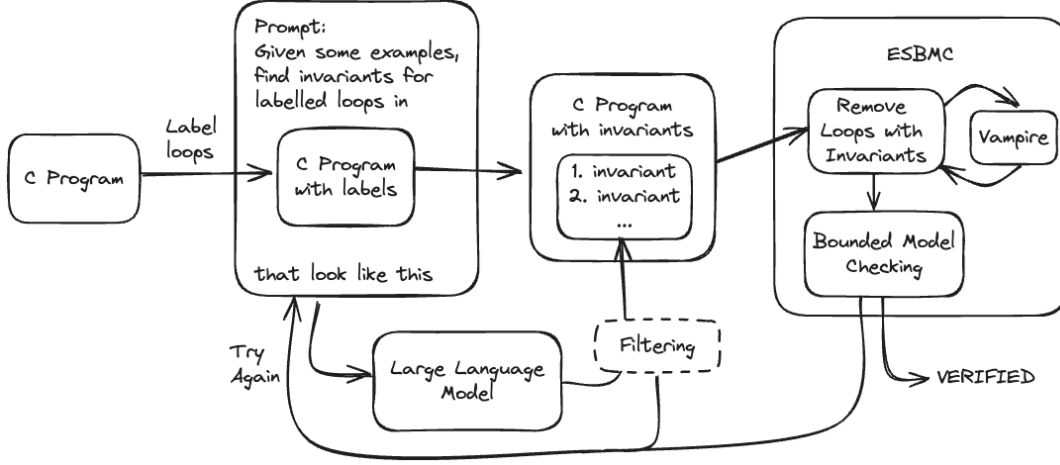 C Program
Label
loops
Prompt:
Given some examples,
find invariants for
labelled loops in
C Program
with labels
that look like this
Try
Again
Large Language
Model
Filtering
C Program
with invariants
1. invariant
2. invariant
...
ESBMC
Remove
Loops with
Invariants
Vampire
Bounded Model
Checking
VERIFIED